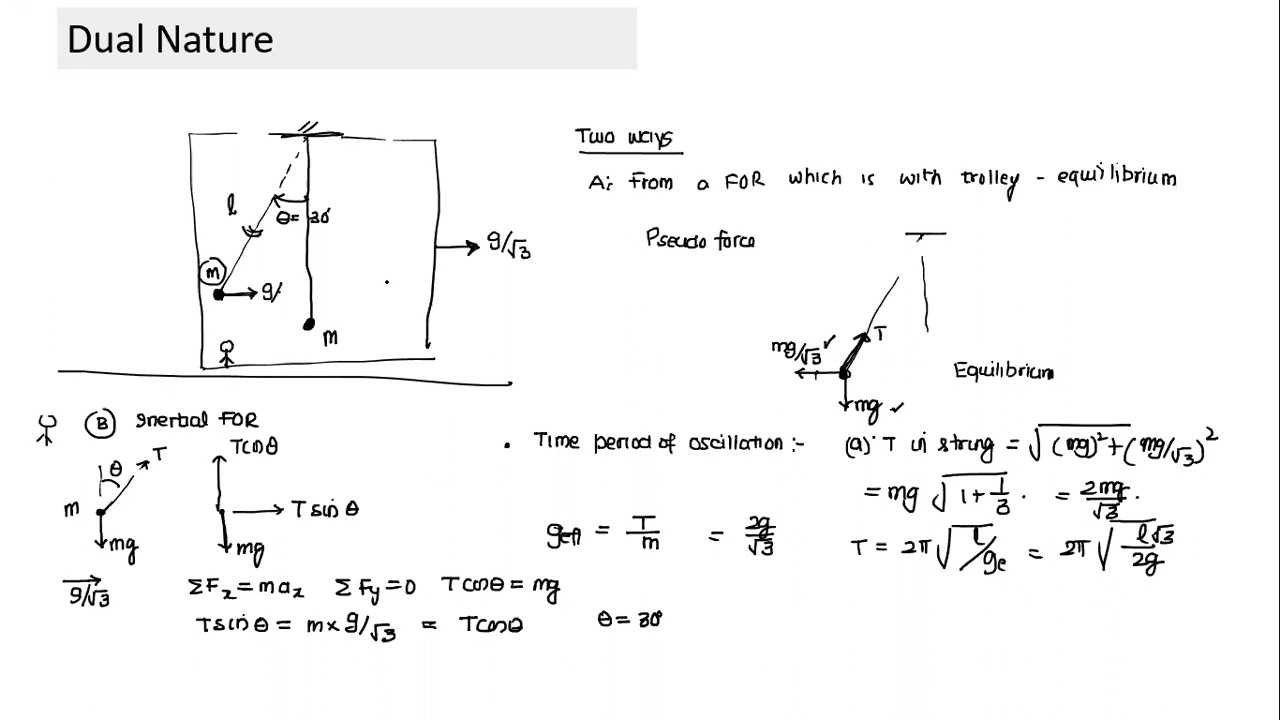 Dual Nature
Two ways
A: From a FOR which is with trolley - equilibrium
Pseudo force
l
θ = 30°
g/√3
m
g/
m
T
mg/√3 ✓
mg ✓
Equilibrium
B Inertial FOR
T
θ
m
mg
g/√3
Tcosθ
T sinθ
mg
ΣFx = max ΣFy = 0 Tcosθ = mg
Tsinθ = m × g/√3 = Tcosθ θ = 30°
• Time period of oscillation :- (a): T in string = √(mg)²+(mg/√3)²
= mg √1+1/3 . = 2mg/√3 .
geff = T/m = 2g/√3
T = 2π √l/ge = 2π √l√3/2g